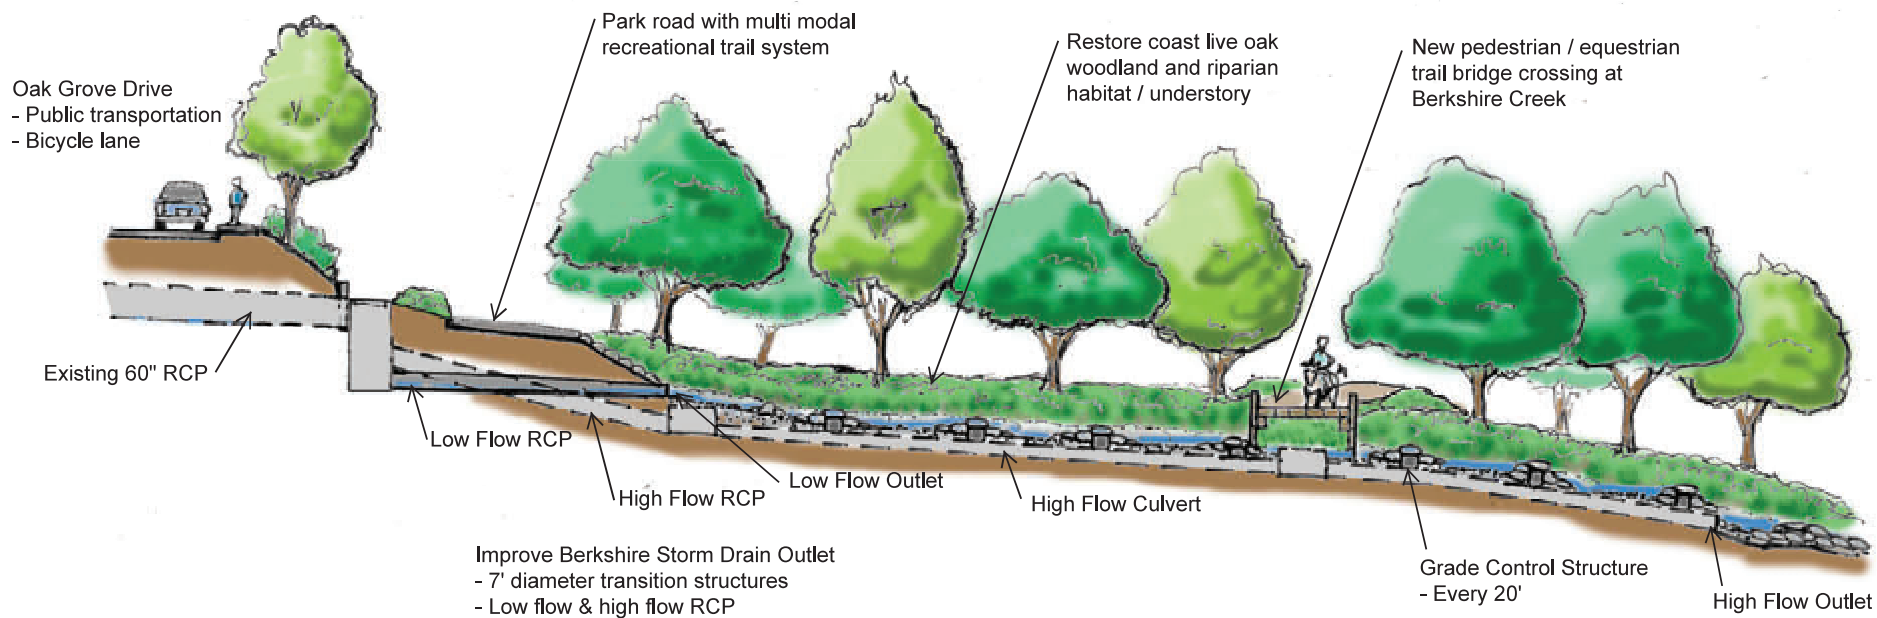 Park road with multi modal
recreational trail system
Restore coast live oak
woodland and riparian
habitat / understory
New pedestrian / equestrian
trail bridge crossing at
Berkshire Creek
Oak Grove Drive
- Public transportation
- Bicycle lane
Existing 60" RCP
Low Flow RCP
High Flow RCP
Low Flow Outlet
High Flow Culvert
Improve Berkshire Storm Drain Outlet
- 7' diameter transition structures
- Low flow & high flow RCP
Grade Control Structure
- Every 20'
High Flow Outlet